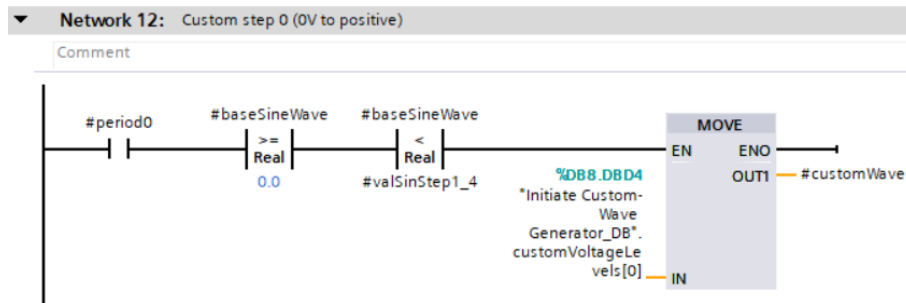 Network 12: Custom step 0 (0V to positive)
Comment
#period0
#baseSineWave
>=
Real
0.0
#baseSineWave
<
Real
#valSinStep1_4
MOVE
EN ENO
%DB8.DBD4
"Initiate Custom-
Wave
Generator_DB".
customVoltageLe
vels[0]
IN
OUT1
#customWave